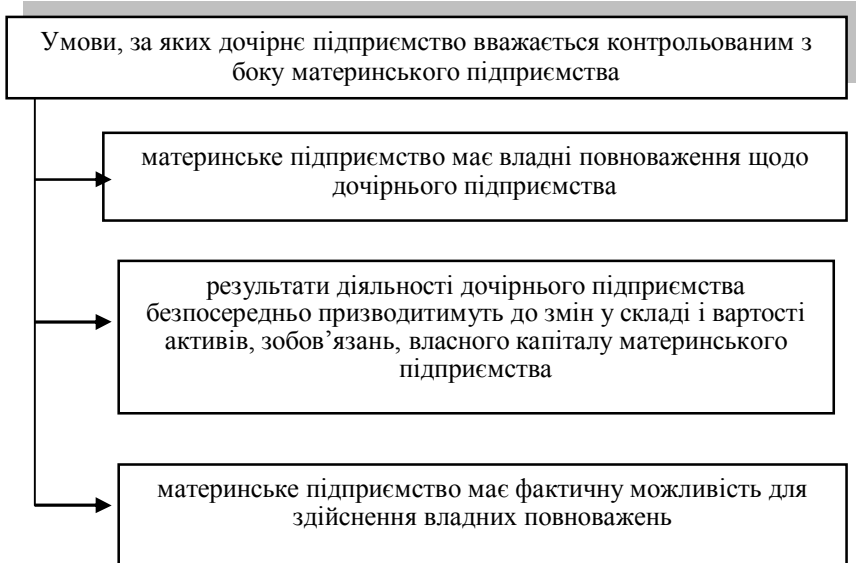 Умови, за яких дочірнє підприємство вважається контрольованим з
боку материнського підприємства
материнське підприємство має владні повноваження щодо
дочірнього підприємства
результати діяльності дочірнього підприємства
безпосередньо призводитимуть до змін у складі і вартості
активів, зобов’язань, власного капіталу материнського
підприємства
материнське підприємство має фактичну можливість для
здійснення владних повноважень